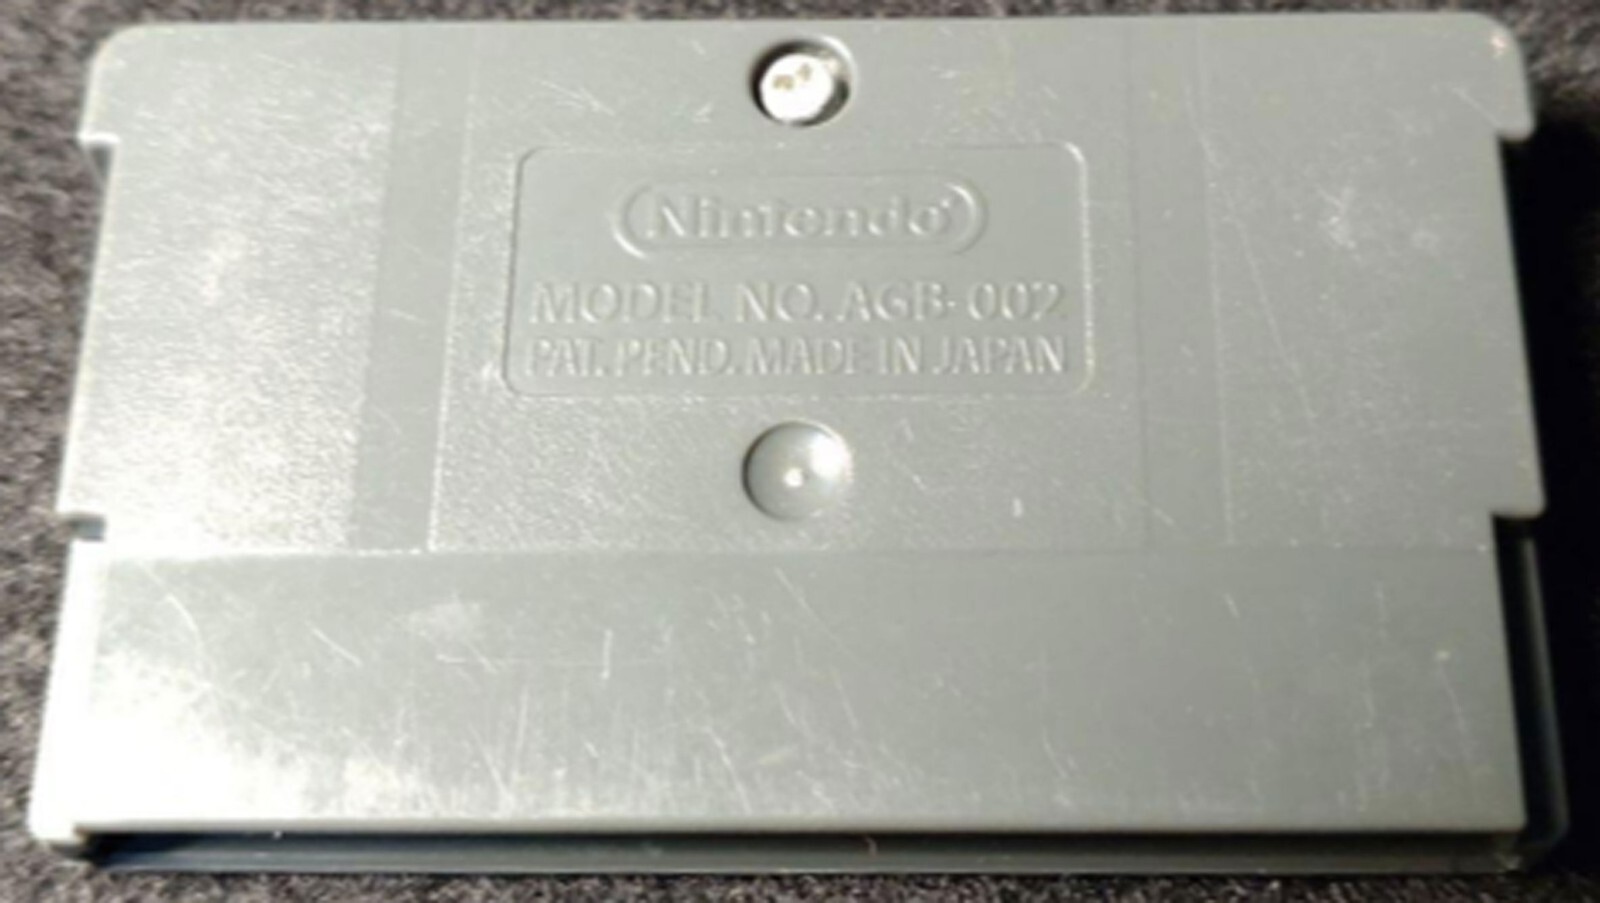 Nintendo
MODEL NO. AGB-002
PAT. PEND. MADE IN JAPAN